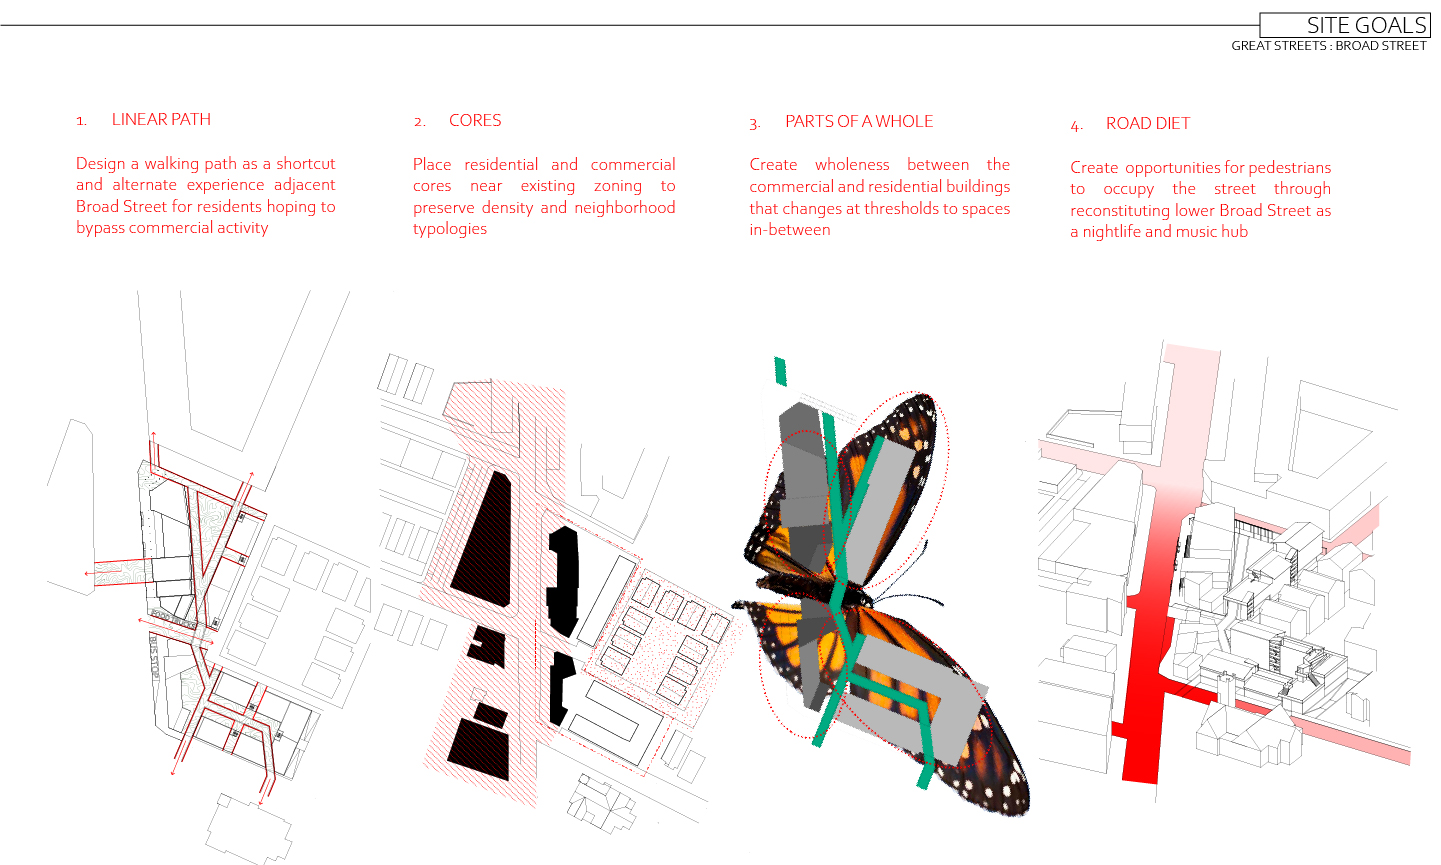 SITE GOALS
GREAT STREETS : BROAD STREET
1. LINEAR PATH
Design a walking path as a shortcut
and alternate experience adjacent
Broad Street for residents hoping to
bypass commercial activity
2. CORES
Place residential and commercial
cores near existing zoning to
preserve density and neighborhood
typologies
3. PARTS OF A WHOLE
Create wholeness between the
commercial and residential buildings
that changes at thresholds to spaces
in-between
4. ROAD DIET
Create opportunities for pedestrians
to occupy the street through
reconstituting lower Broad Street as
a nightlife and music hub
FOOD TRUCK
BUS STOP